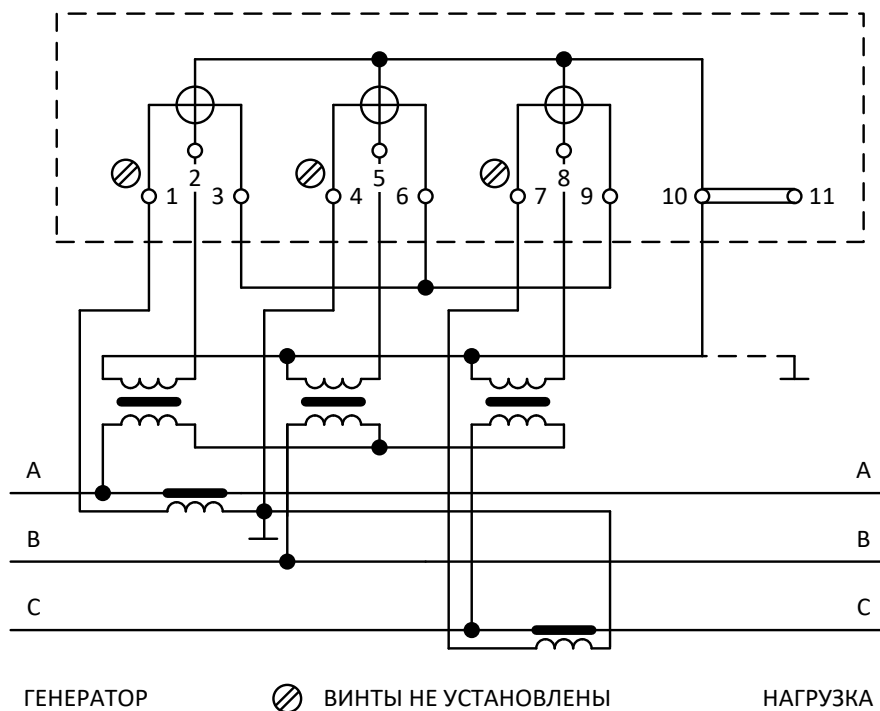 2 5 8
1 3 4 6 7 9 10 11
A A
B B
C C
ГЕНЕРАТОР ВИНТЫ НЕ УСТАНОВЛЕНЫ НАГРУЗКА